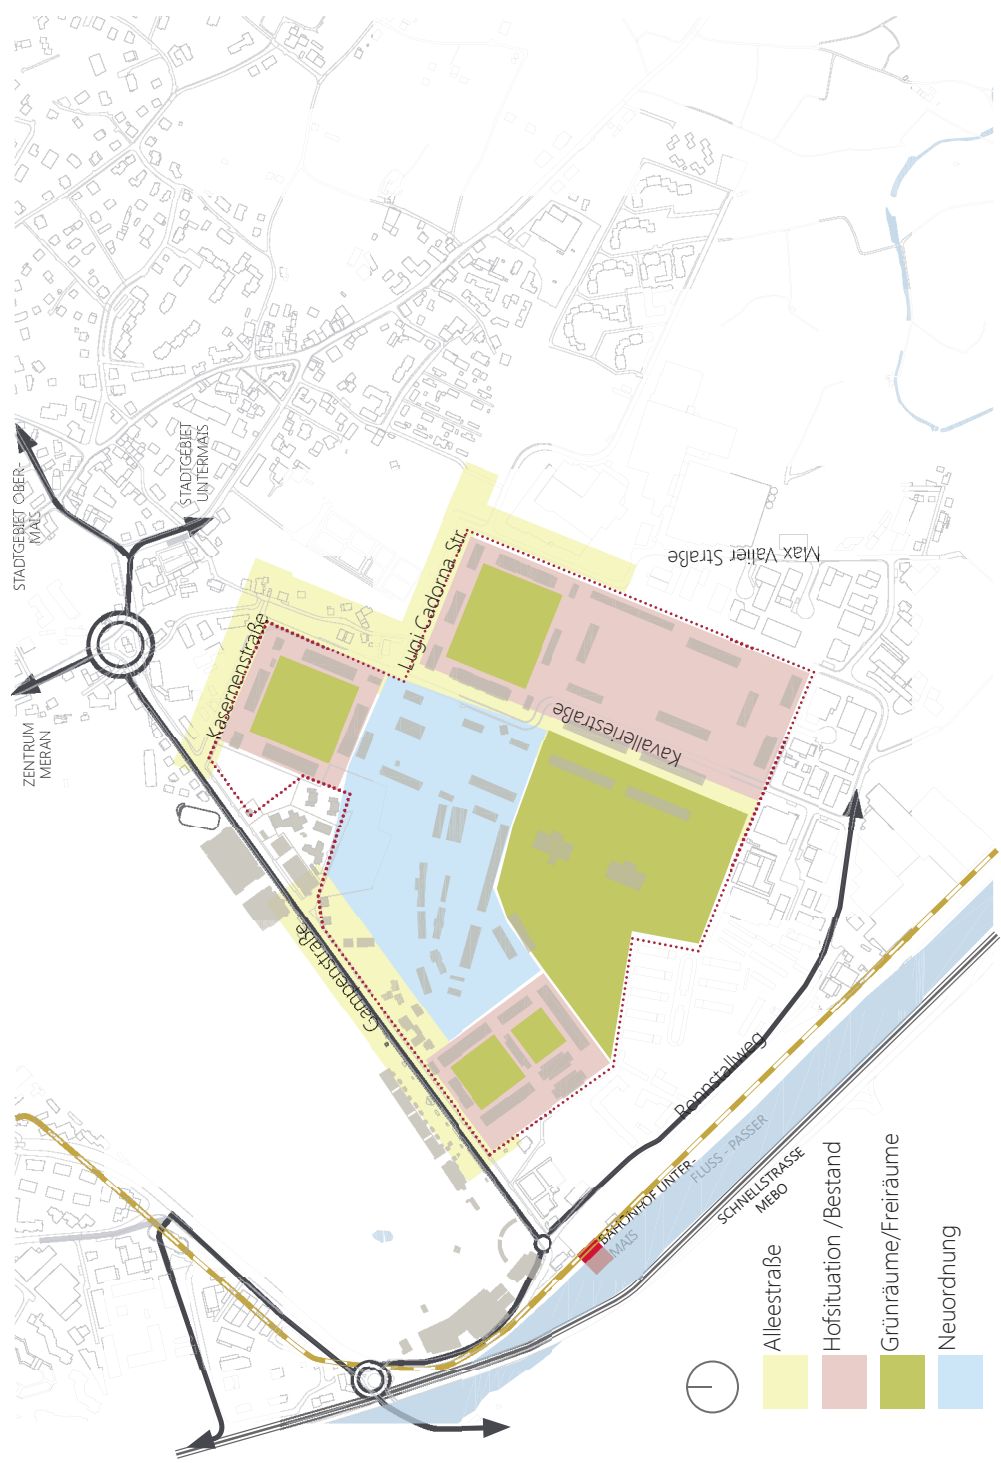 STADTGEBIET OBER-
MAIS
STADTGEBIET
UNTERMAIS
ZENTRUM
MERAN
Kasernenstraße
Luigi Cadorna Str.
Max Valier Straße
Kavalleriestraße
Gampenstraße
Rennstallweg
BAHNHOF UNTER-
MAIS
FLUSS - PASSER
SCHNELLSTRASSE
MEBO
Alleestraße
Hofsituation /Bestand
Grünräume/Freiräume
Neuordnung